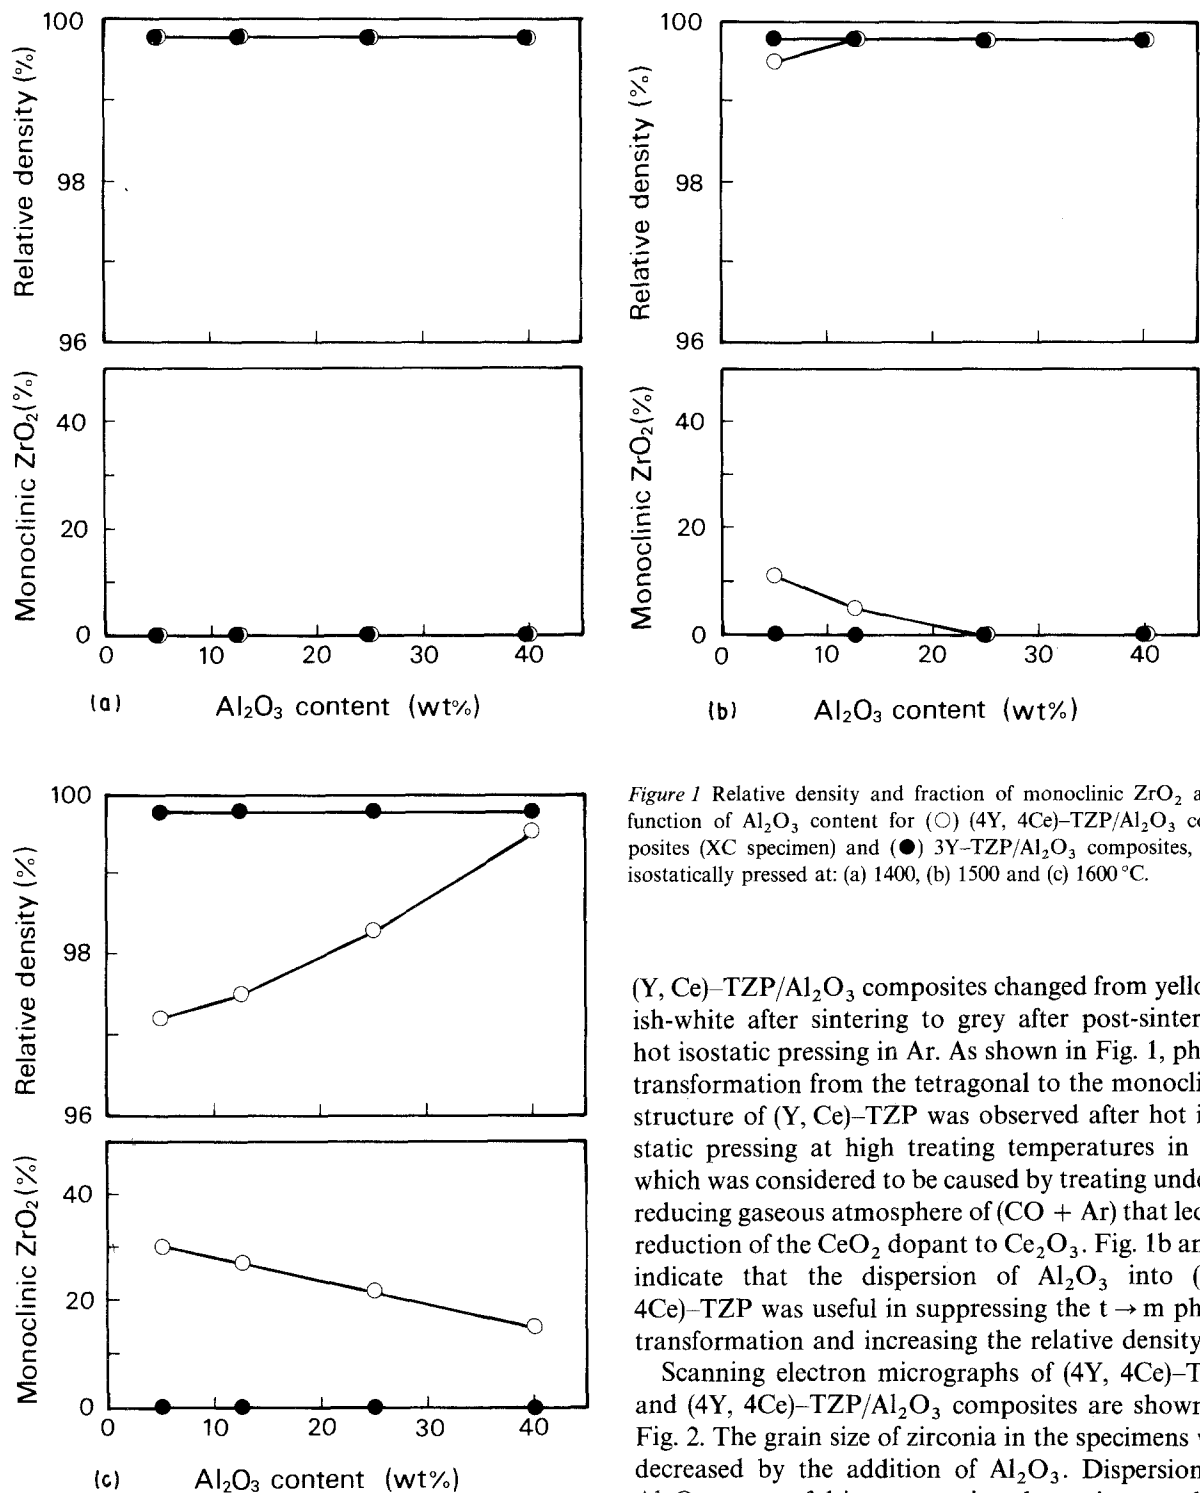 100
98
96
Relative density (%)
40
20
0
Monoclinic ZrO₂(%)
0 10 20 30 40
(a) Al₂O₃ content (wt%)
100
98
96
Relative density (%)
40
20
0
Monoclinic ZrO₂(%)
0 10 20 30 40
(b) Al₂O₃ content (wt%)
100
98
96
Relative density (%)
40
20
0
Monoclinic ZrO₂(%)
0 10 20 30 40
(c) Al₂O₃ content (wt%)
Figure 1 Relative density and fraction of monoclinic ZrO₂ a
function of Al₂O₃ content for (○) (4Y, 4Ce)–TZP/Al₂O₃ co
posites (XC specimen) and (●) 3Y–TZP/Al₂O₃ composites,
isostatically pressed at: (a) 1400, (b) 1500 and (c) 1600 °C.
(Y, Ce)–TZP/Al₂O₃ composites changed from yello
ish-white after sintering to grey after post-sinter
hot isostatic pressing in Ar. As shown in Fig. 1, ph
transformation from the tetragonal to the monocli
structure of (Y, Ce)–TZP was observed after hot i
static pressing at high treating temperatures in
which was considered to be caused by treating unde
reducing gaseous atmosphere of (CO + Ar) that led
reduction of the CeO₂ dopant to Ce₂O₃. Fig. 1b an
indicate that the dispersion of Al₂O₃ into (
4Ce)–TZP was useful in suppressing the t → m ph
transformation and increasing the relative density
Scanning electron micrographs of (4Y, 4Ce)–T
and (4Y, 4Ce)–TZP/Al₂O₃ composites are shown
Fig. 2. The grain size of zirconia in the specimens
decreased by the addition of Al₂O₃. Dispersion